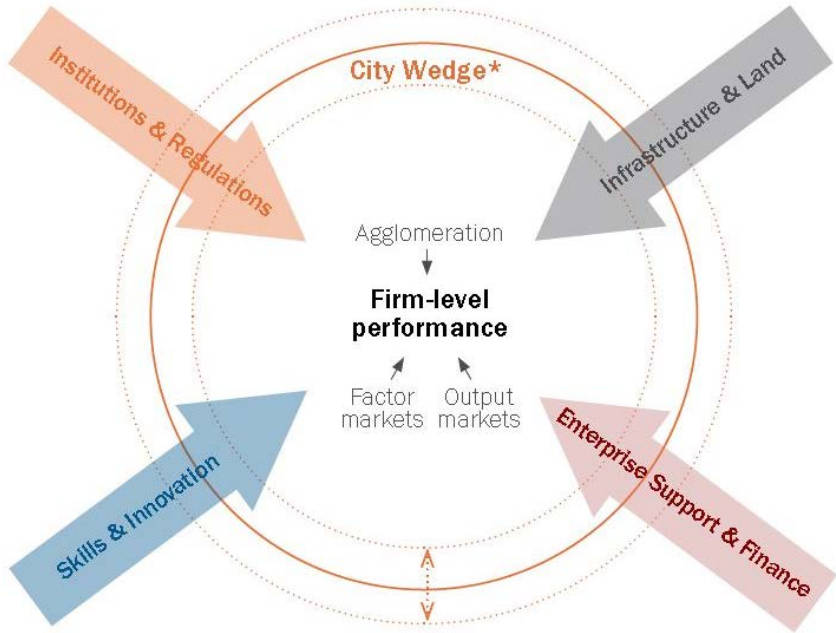 City Wedge*
Institutions & Regulations
Infrastructure & Land
Agglomeration
Firm-level
performance
Factor
markets
Output
markets
Skills & Innovation
Enterprise Support & Finance